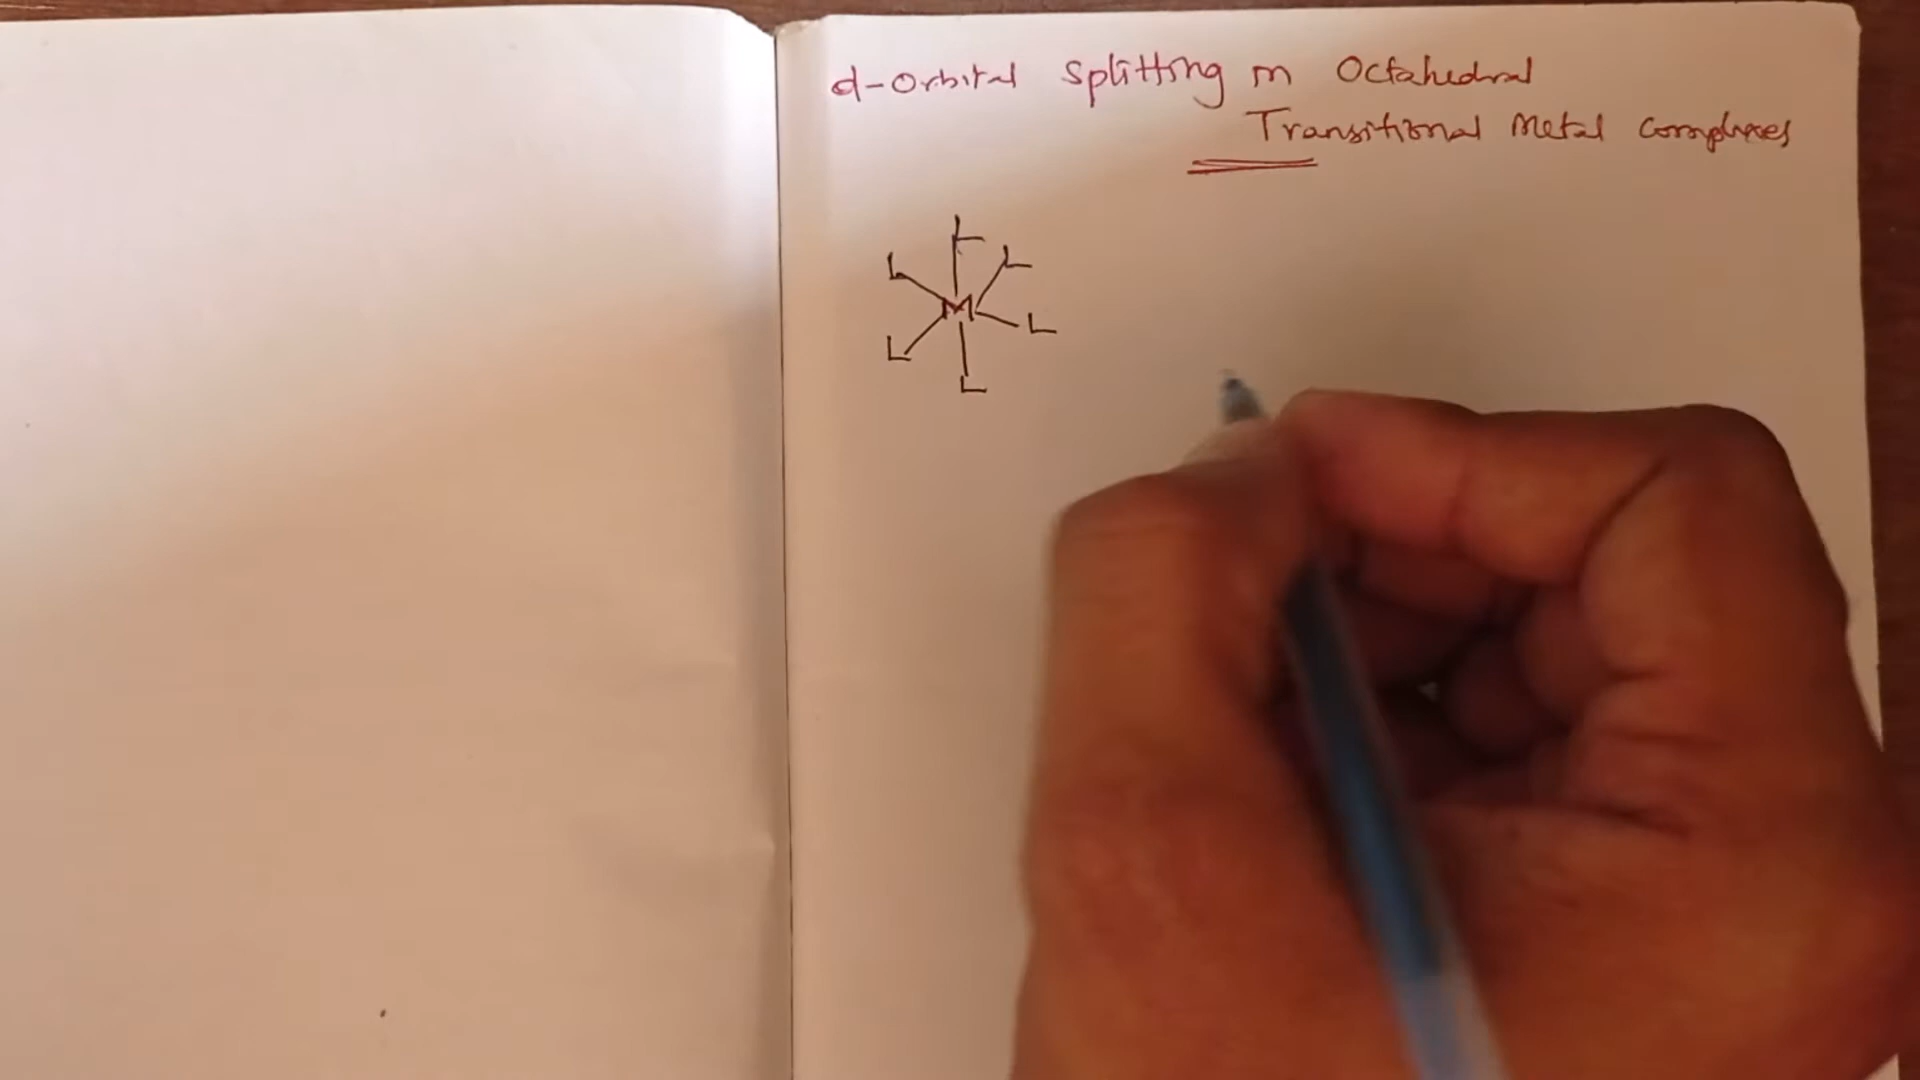 d-Orbital Splitting in Octahedral
Transitional Metal Complexes
L
L L
M
L
L
L